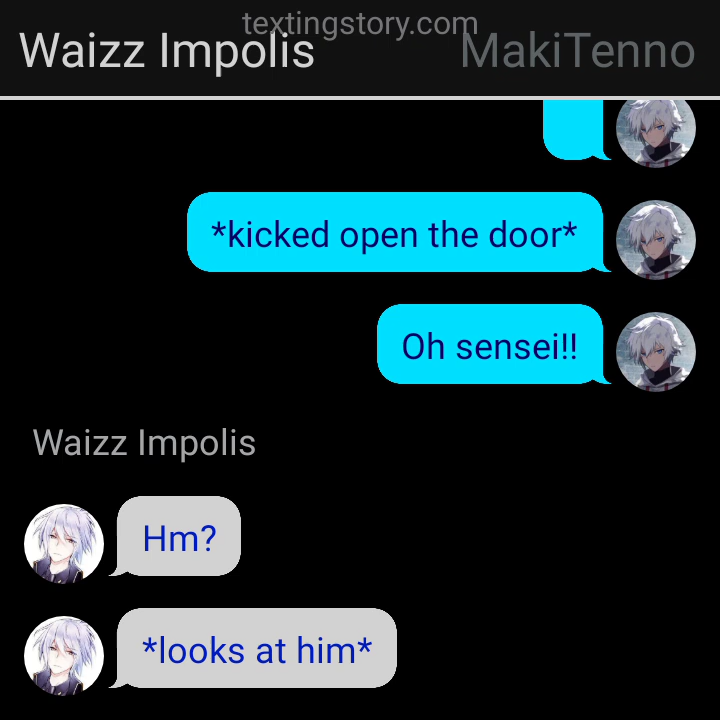 textingstory.com
Waizz Impolis
MakiTenno
*kicked open the door*
Oh sensei!!
Waizz Impolis
Hm?
*looks at him*